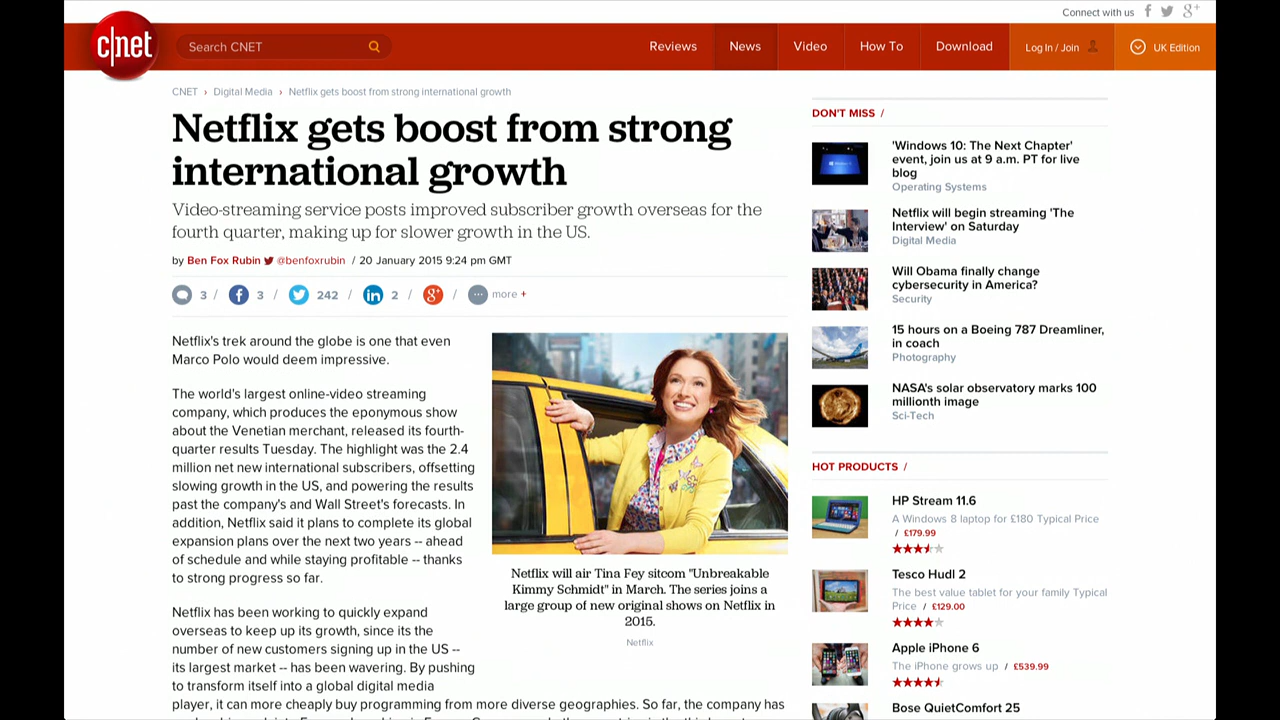 Connect with us
c|net
Search CNET
Reviews
News
Video
How To
Download
Log In / Join
UK Edition
CNET › Digital Media › Netflix gets boost from strong international growth
Netflix gets boost from strong
international growth
Video-streaming service posts improved subscriber growth overseas for the
fourth quarter, making up for slower growth in the US.
by Ben Fox Rubin @benfoxrubin / 20 January 2015 9:24 pm GMT
3 / 3 / 242 / 2 / / more +
Netflix's trek around the globe is one that even
Marco Polo would deem impressive.
The world's largest online-video streaming
company, which produces the eponymous show
about the Venetian merchant, released its fourth-
quarter results Tuesday. The highlight was the 2.4
million net new international subscribers, offsetting
slowing growth in the US, and powering the results
past the company's and Wall Street's forecasts. In
addition, Netflix said it plans to complete its global
expansion plans over the next two years -- ahead
of schedule and while staying profitable -- thanks
to strong progress so far.
Netflix has been working to quickly expand
overseas to keep up its growth, since its the
number of new customers signing up in the US --
its largest market -- has been wavering. By pushing
to transform itself into a global digital media
player, it can more cheaply buy programming from more diverse geographies. So far, the company has
Netflix will air Tina Fey sitcom "Unbreakable
Kimmy Schmidt" in March. The series joins a
large group of new original shows on Netflix in
2015.
Netflix
DON'T MISS /
'Windows 10: The Next Chapter'
event, join us at 9 a.m. PT for live
blog
Operating Systems
Netflix will begin streaming 'The
Interview' on Saturday
Digital Media
Will Obama finally change
cybersecurity in America?
Security
15 hours on a Boeing 787 Dreamliner,
in coach
Photography
NASA's solar observatory marks 100
millionth image
Sci-Tech
HOT PRODUCTS /
HP Stream 11.6
A Windows 8 laptop for £180 Typical Price
/ £179.99
Tesco Hudl 2
The best value tablet for your family Typical
Price / £129.00
Apple iPhone 6
The iPhone grows up / £539.99
Bose QuietComfort 25